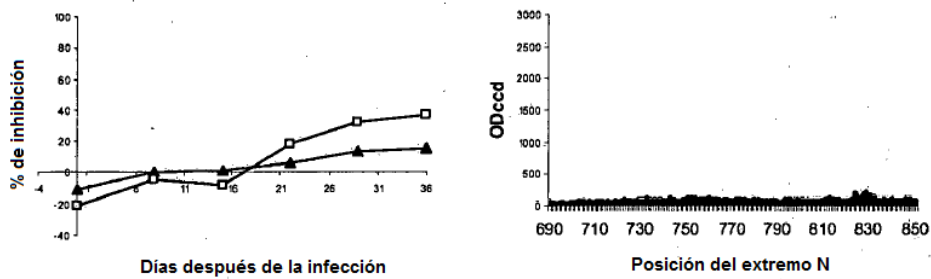 100
80
60
40
20
0
-20
-40
-4 1 6 11 16 21 26 31 36
% de inhibición
Días después de la infección
3000
2500
2000
1500
1000
500
0
ODccd
690 710 730 750 770 790 810 830 850
Posición del extremo N